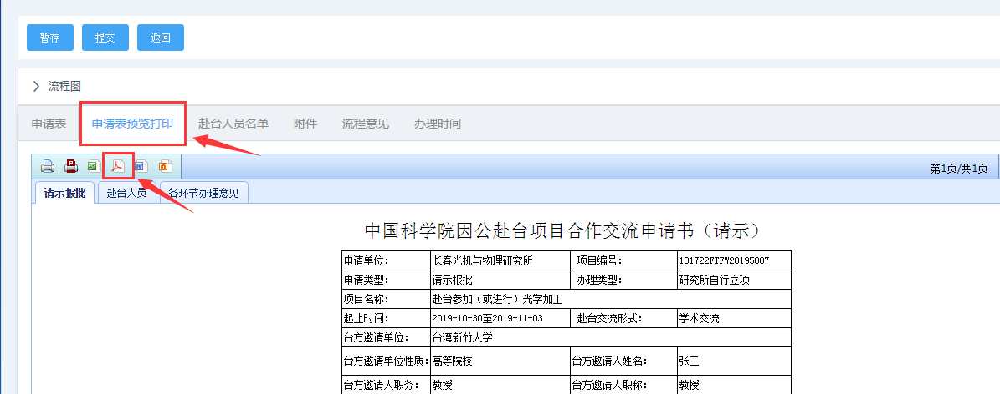 暂存 提交 返回
流程图
申请表 申请表预览打印 赴台人员名单 附件 流程意见 办理时间
第1页/共1页
请示报批 赴台人员 各环节办理意见
中国科学院因公赴台项目合作交流申请书（请示）
申请单位： 长春光机与物理研究所 项目编号： 181722FTFW20195007
申请类型： 请示报批 办理类型： 研究所自行立项
项目名称： 赴台参加（或进行）光学加工
起止时间： 2019-10-30至2019-11-03 赴台交流形式： 学术交流
台方邀请单位： 台湾新竹大学
台方邀请单位性质： 高等院校 台方邀请人姓名： 张三
台方邀请人职务： 教授 台方邀请人职称： 教授